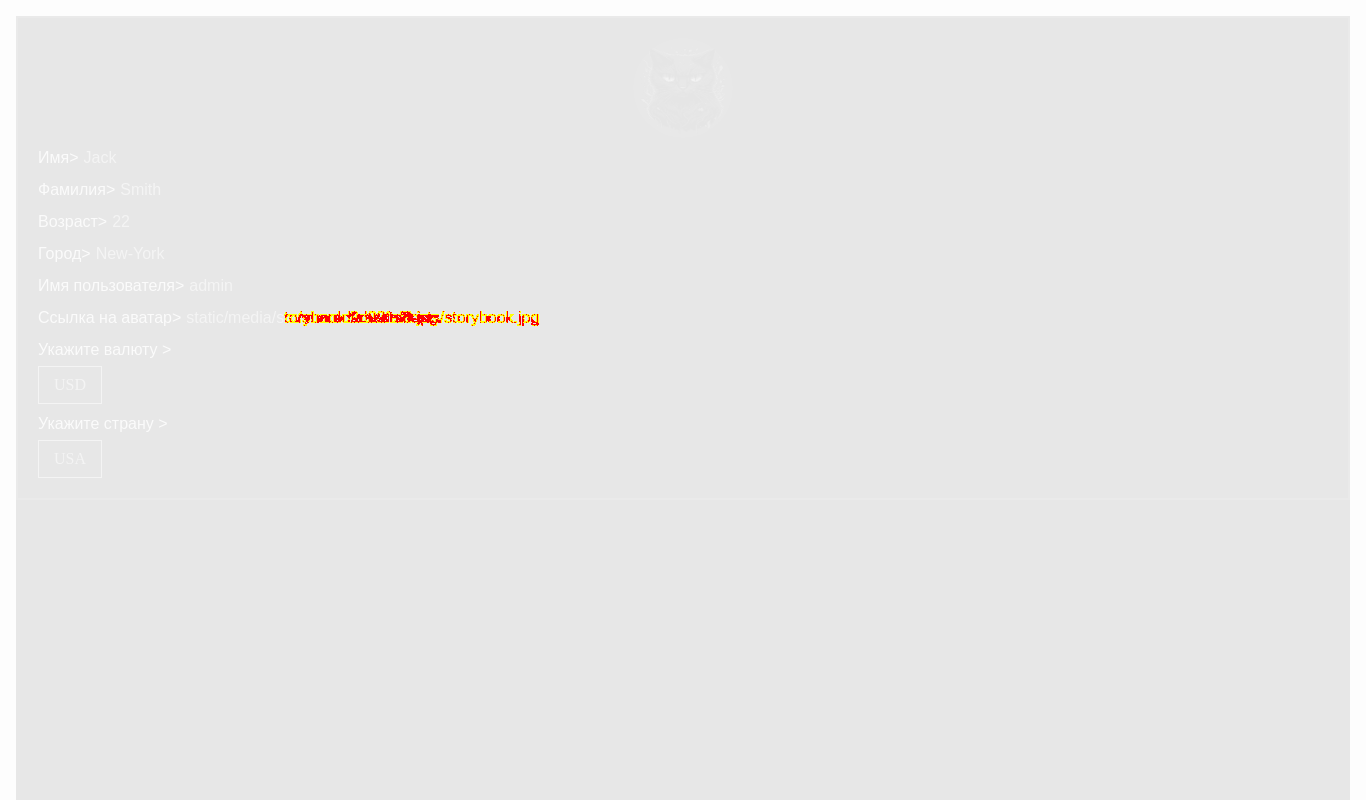 Имя> Jack
Фамилия> Smith
Возраст> 22
Город> New-York
Имя пользователя> admin
Ссылка на аватар> static/media/s
/storybook.jpg
Укажите валюту >
USD
Укажите страну >
USA